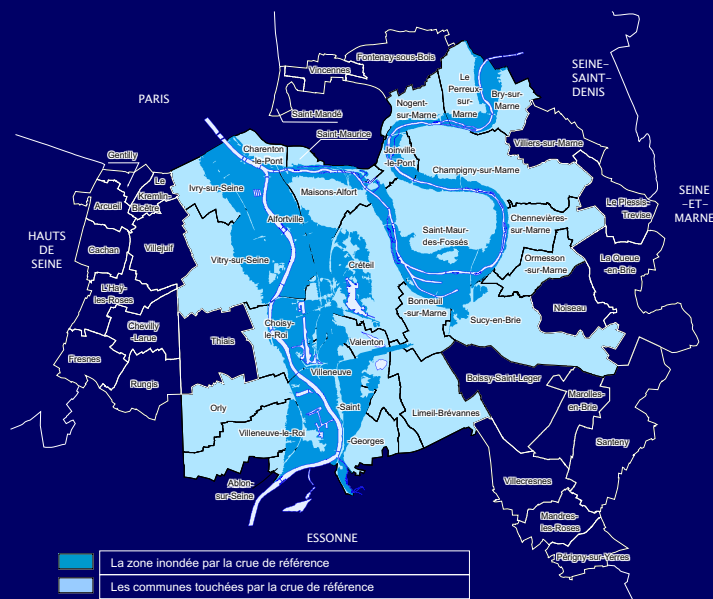 Fontenay-sous-Bois
Vincennes
SEINE-
SAINT-
DENIS
Le
Perreux-
sur-
Marne
Bry-sur-
Marne
PARIS
Nogent-
sur-Marne
Saint-Mandé
Saint-Maurice
Villiers-sur-Marne
Charenton
-le-Pont
Joinville
-le-Pont
Gentilly
Champigny-sur-Marne
Le
Kremlin-
Bicêtre
Ivry-sur-Seine
Maisons-Alfort
SEINE
-ET-
MARNE
Le Plessis-
Trevise
Arcueil
Alfortville
Chennevières-
sur-Marne
Saint-Maur-
des-Fossés
HAUTS
DE
SEINE
Cachan
Villejuif
Vitry-sur-Seine
Créteil
Ormesson
-sur-Marne
La Queue
-en-Brie
L'Haÿ-
les-Roses
Bonneuil
-sur-Marne
Noiseau
Sucy-en-Brie
Chevilly
-Larue
Choisy-
le-Roi
Thiais
Valenton
Fresnes
Rungis
Villeneuve
-Saint
-Georges
Boissy-Saint-Leger
Marolles-
en-Brie
Orly
Limeil-Brévannes
Villeneuve-le-Roi
Santeny
Ablon-
sur-Seine
Villecresnes
Mandres-
les-Roses
ESSONNE
Périgny-sur-Yerres
La zone inondée par la crue de référence
Les communes touchées par la crue de référence